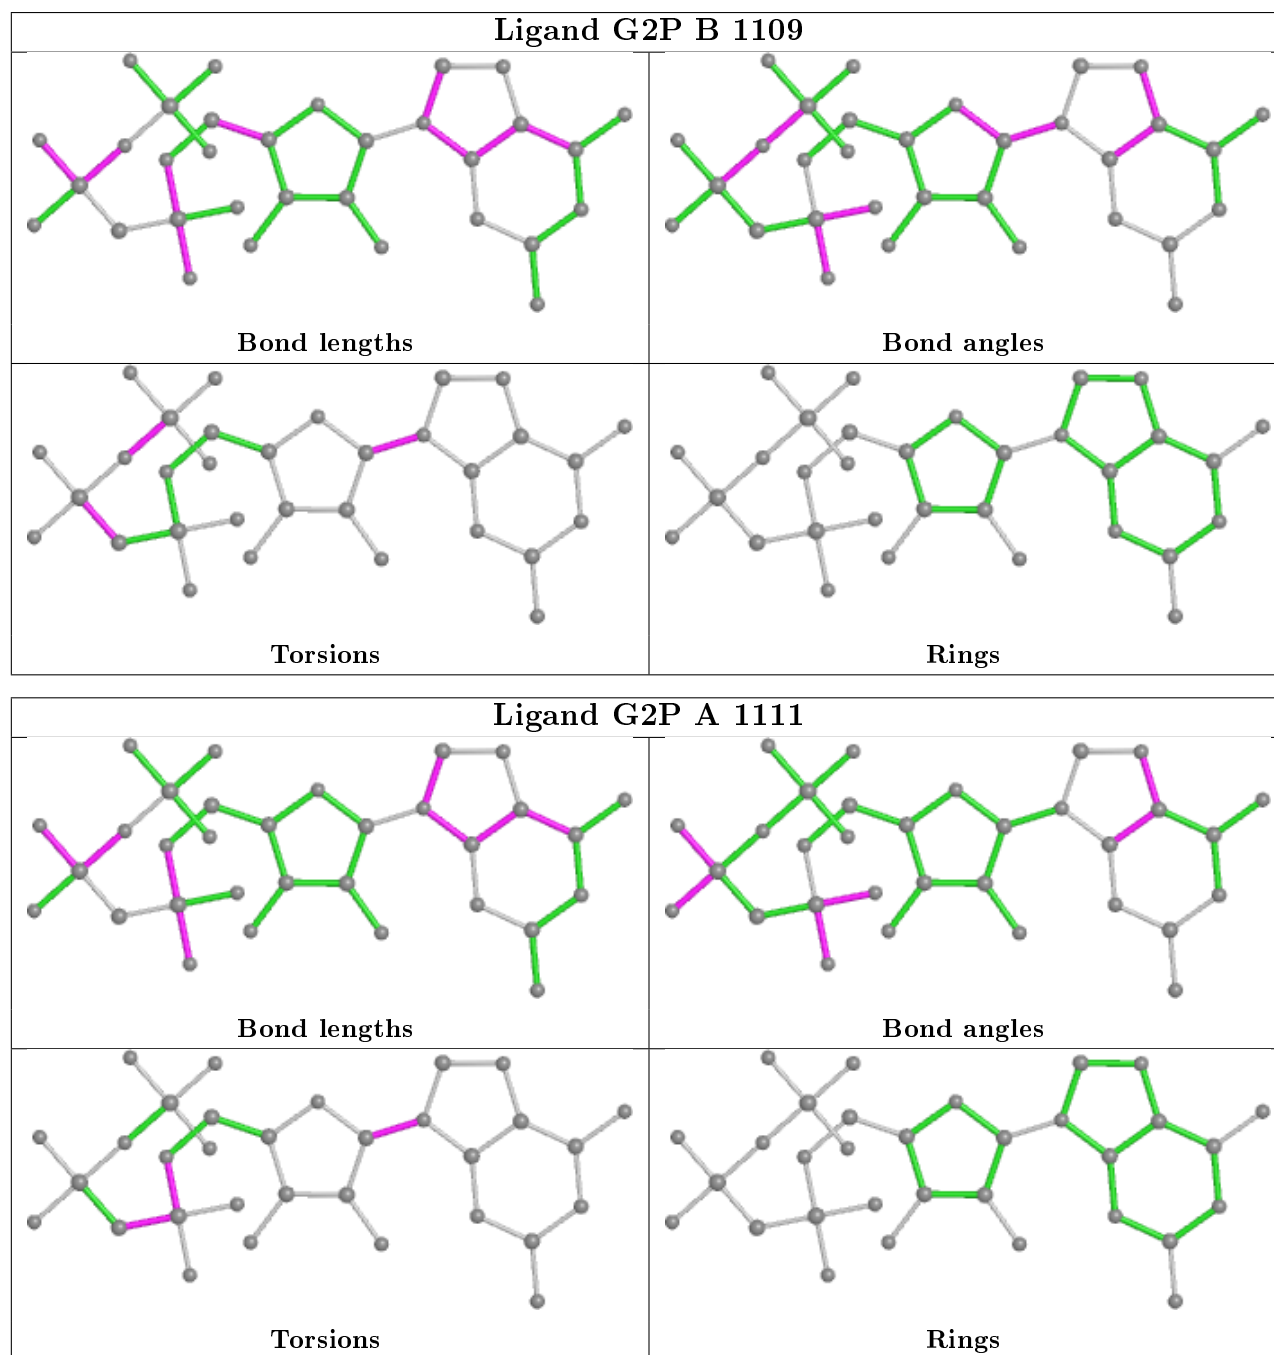 Ligand G2P B 1109
Bond lengths
Bond angles
Torsions
Rings
Ligand G2P A 1111
Bond lengths
Bond angles
Torsions
Rings